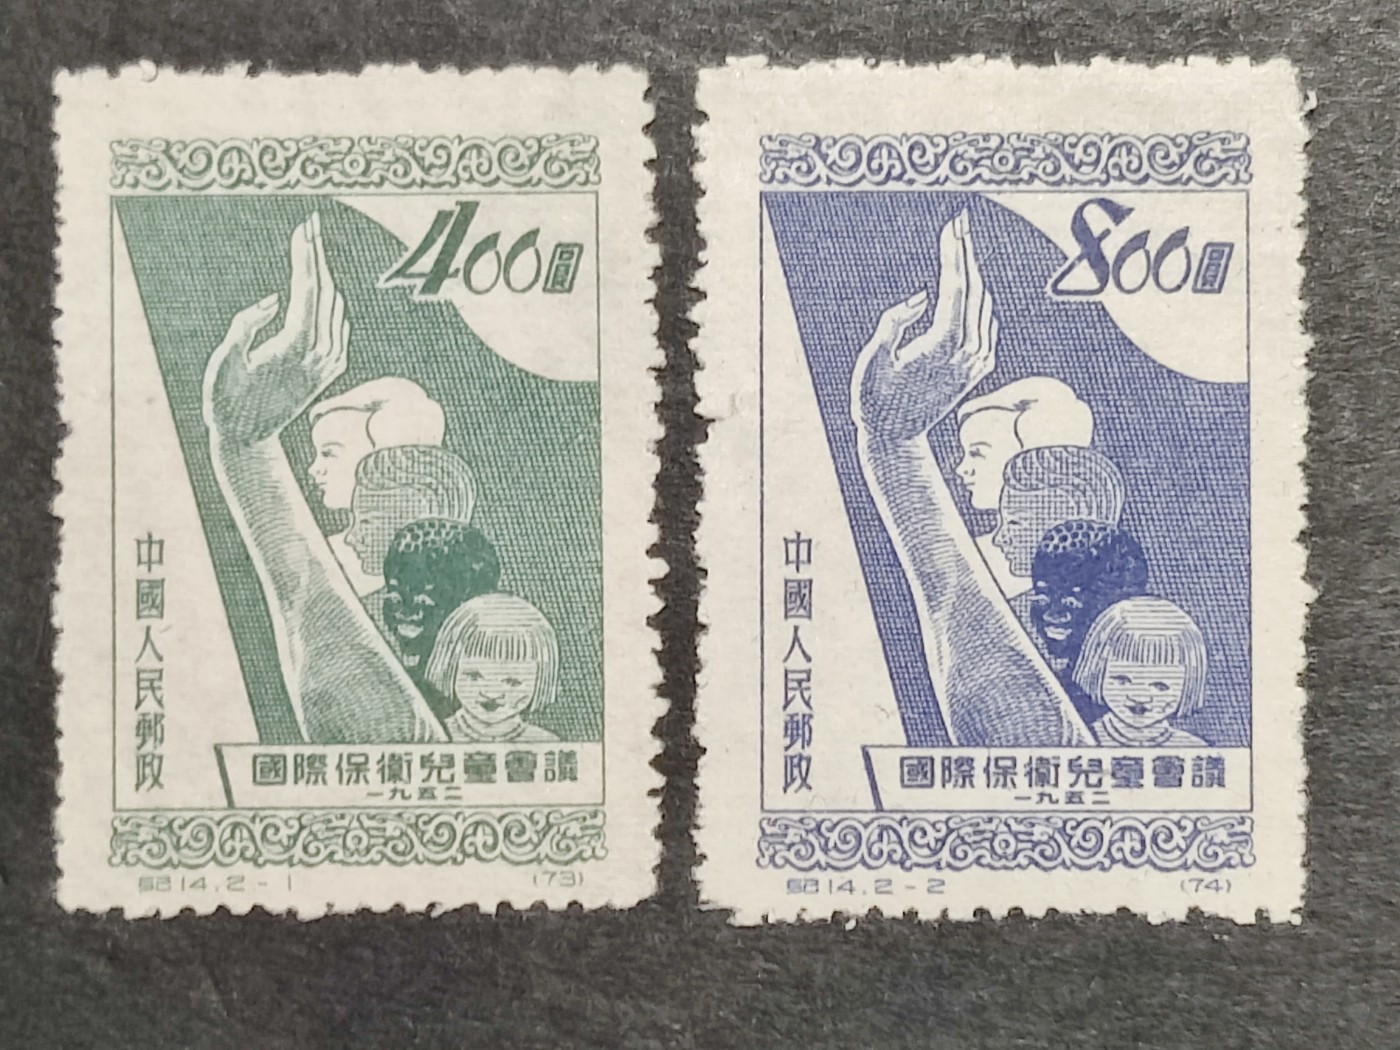 400圓
中國人民郵政
國際保衛兒童會議
一九五二
紀14.2-1
(73)
800圓
中國人民郵政
國際保衛兒童會議
一九五二
紀14.2-2
(74)